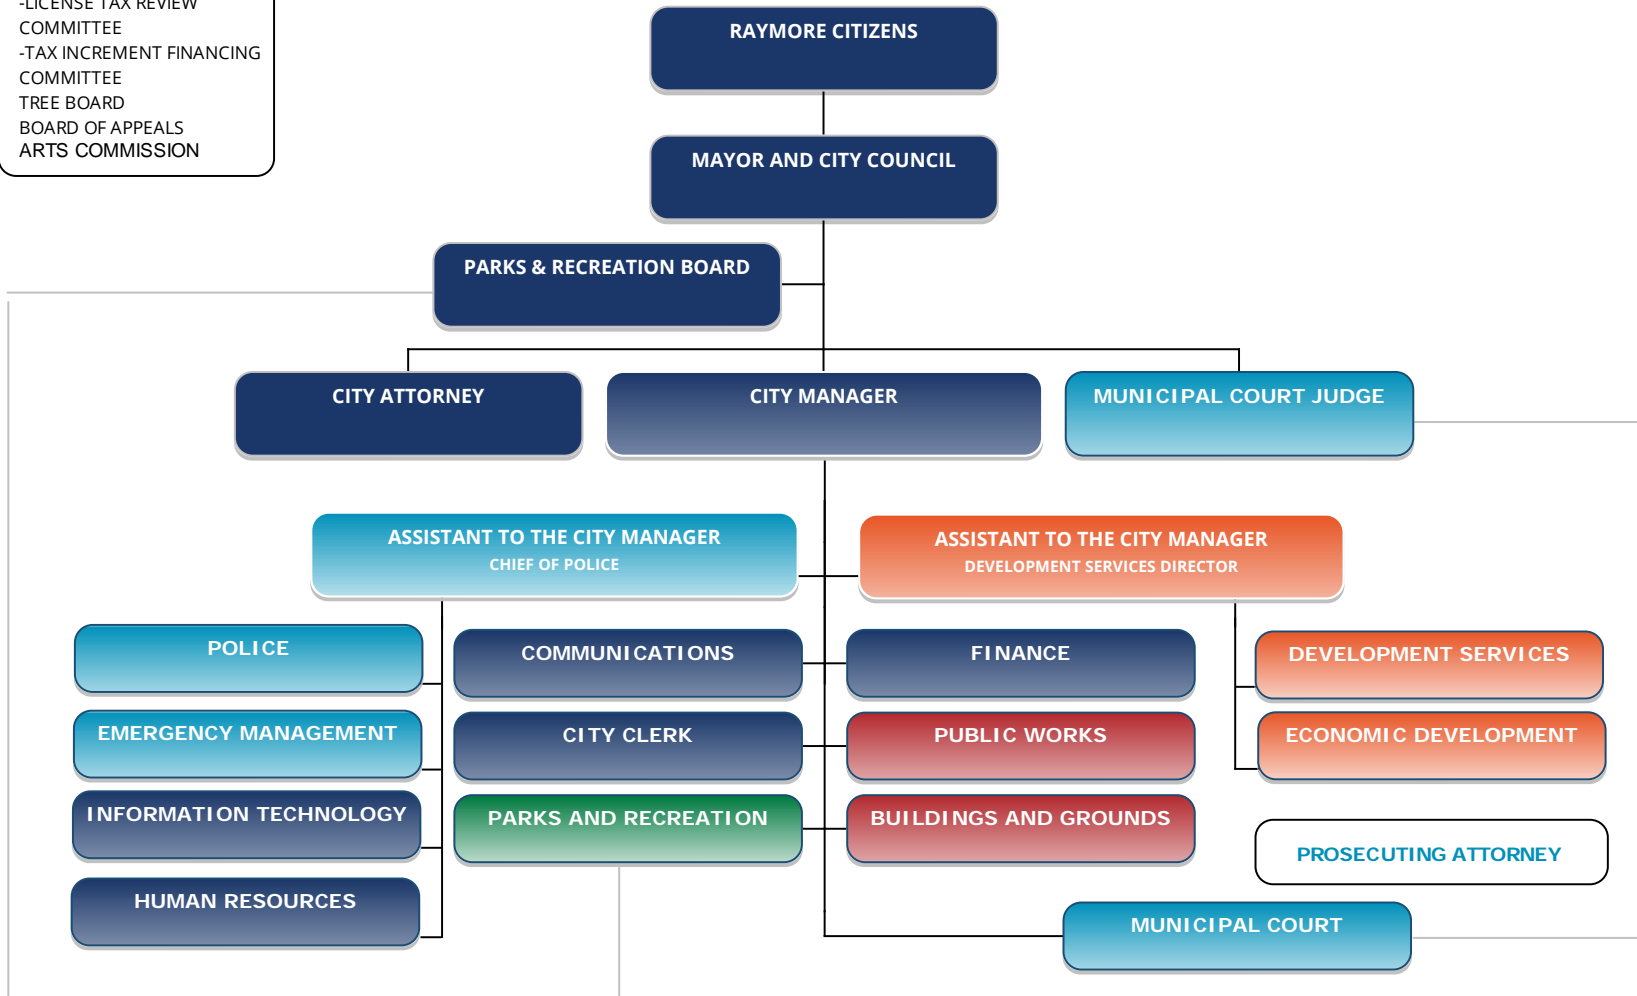 -LICENSE TAX REVIEW
COMMITTEE
-TAX INCREMENT FINANCING
COMMITTEE
TREE BOARD
BOARD OF APPEALS
ARTS COMMISSION
RAYMORE CITIZENS
MAYOR AND CITY COUNCIL
PARKS & RECREATION BOARD
CITY ATTORNEY
CITY MANAGER
MUNICIPAL COURT JUDGE
ASSISTANT TO THE CITY MANAGER
CHIEF OF POLICE
ASSISTANT TO THE CITY MANAGER
DEVELOPMENT SERVICES DIRECTOR
POLICE
COMMUNICATIONS
FINANCE
DEVELOPMENT SERVICES
EMERGENCY MANAGEMENT
CITY CLERK
PUBLIC WORKS
ECONOMIC DEVELOPMENT
INFORMATION TECHNOLOGY
PARKS AND RECREATION
BUILDINGS AND GROUNDS
PROSECUTING ATTORNEY
HUMAN RESOURCES
MUNICIPAL COURT